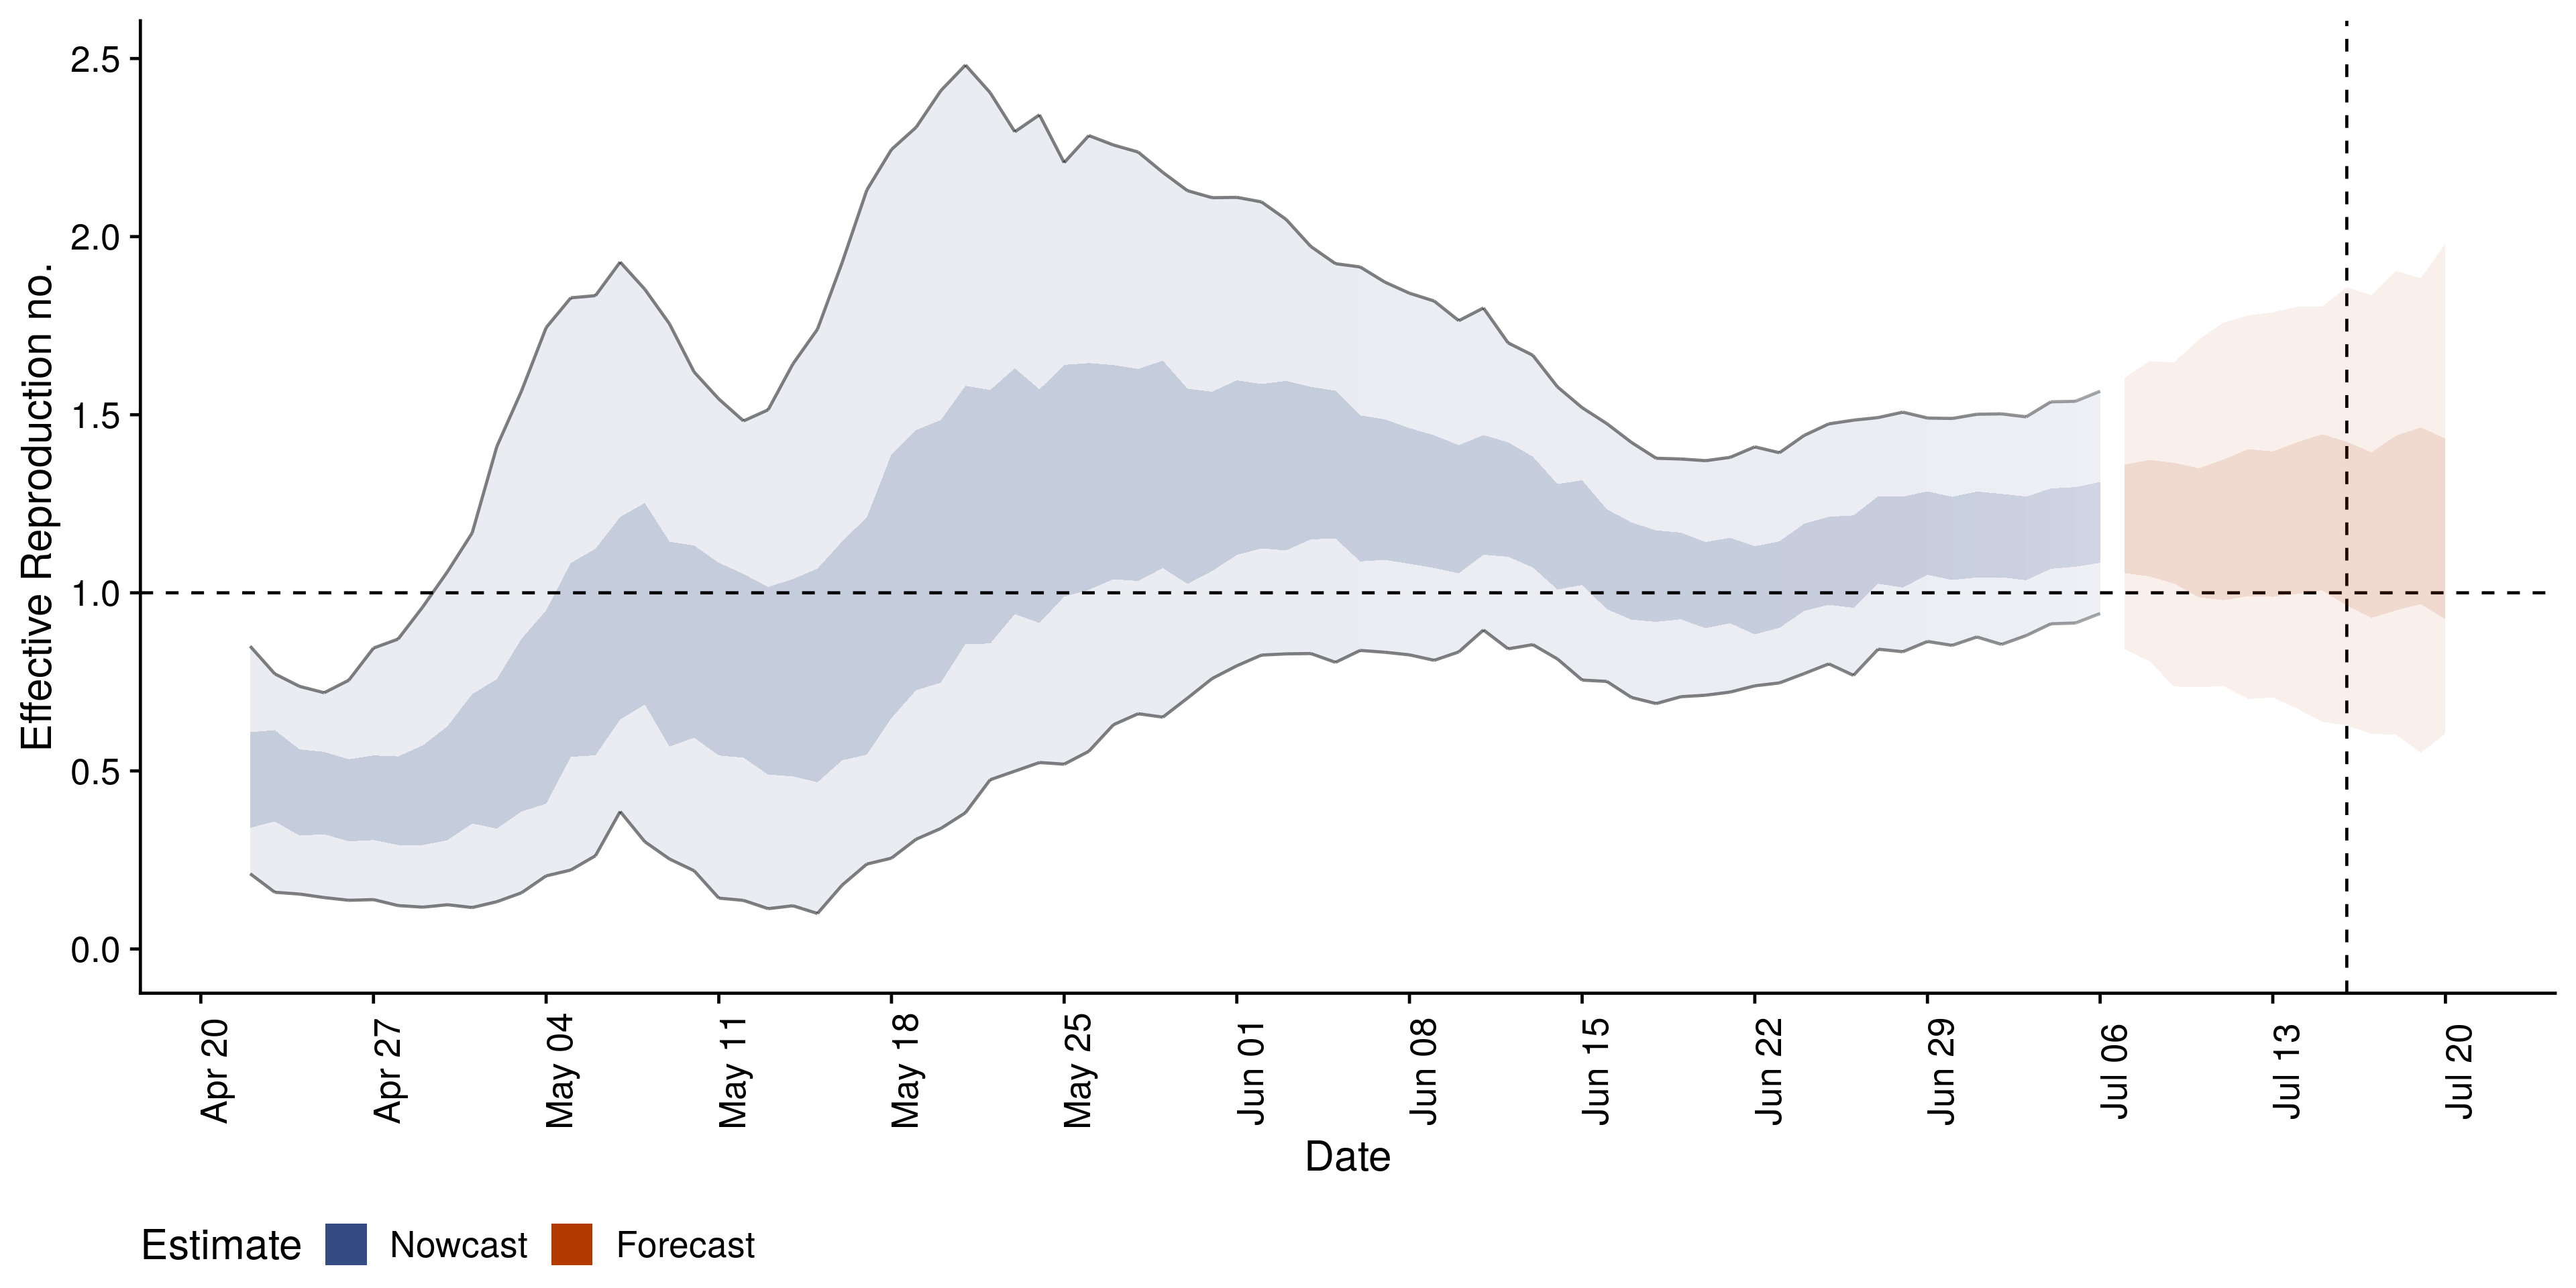 Effective Reproduction no.
2.5
2.0
1.5
1.0
0.5
0.0
Apr 20
Apr 27
May 04
May 11
May 18
May 25
Jun 01
Jun 08
Jun 15
Jun 22
Jun 29
Jul 06
Jul 13
Jul 20
Date
Estimate Nowcast Forecast